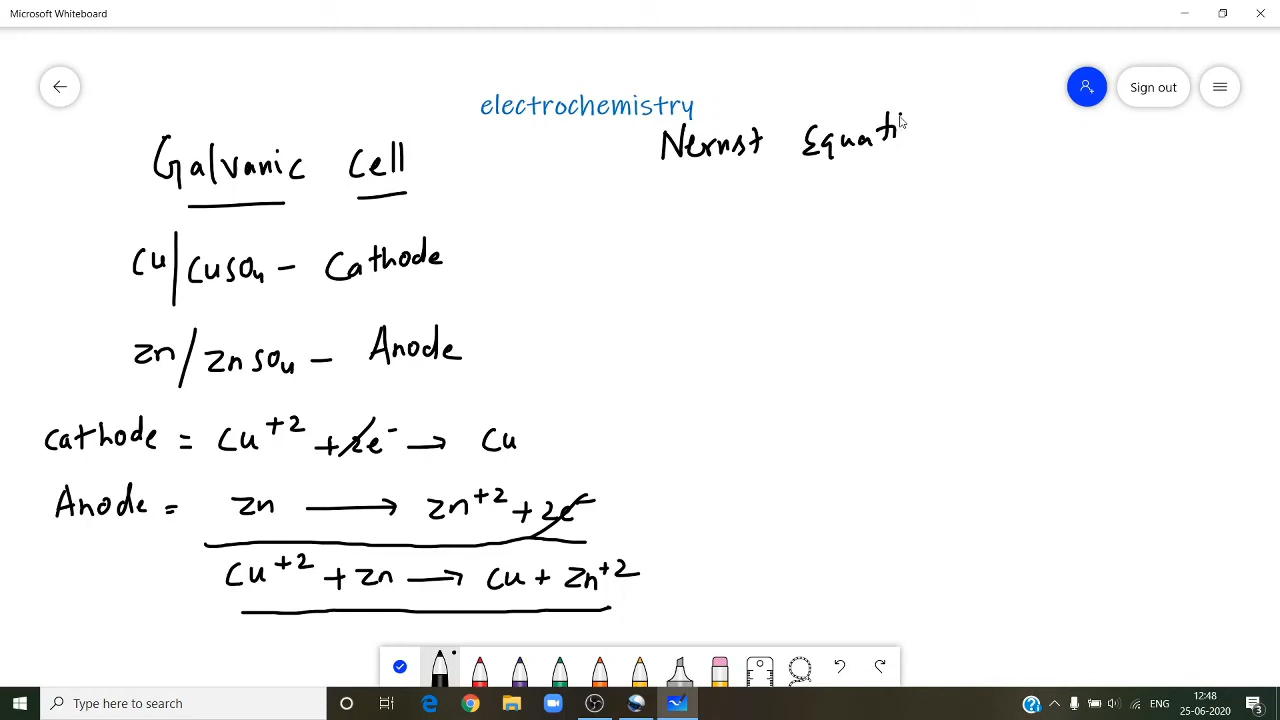 Microsoft Whiteboard
Sign out
electrochemistry
Galvanic Cell
Cu|CuSO4 - Cathode
Zn/ZnSO4 - Anode
Cathode = Cu+2 + 2e- → Cu
Anode = Zn → Zn+2 + 2e-
Cu+2 + Zn → Cu + Zn+2
Nernst Equati
Type here to search
ENG
12:48
25-06-2020
3